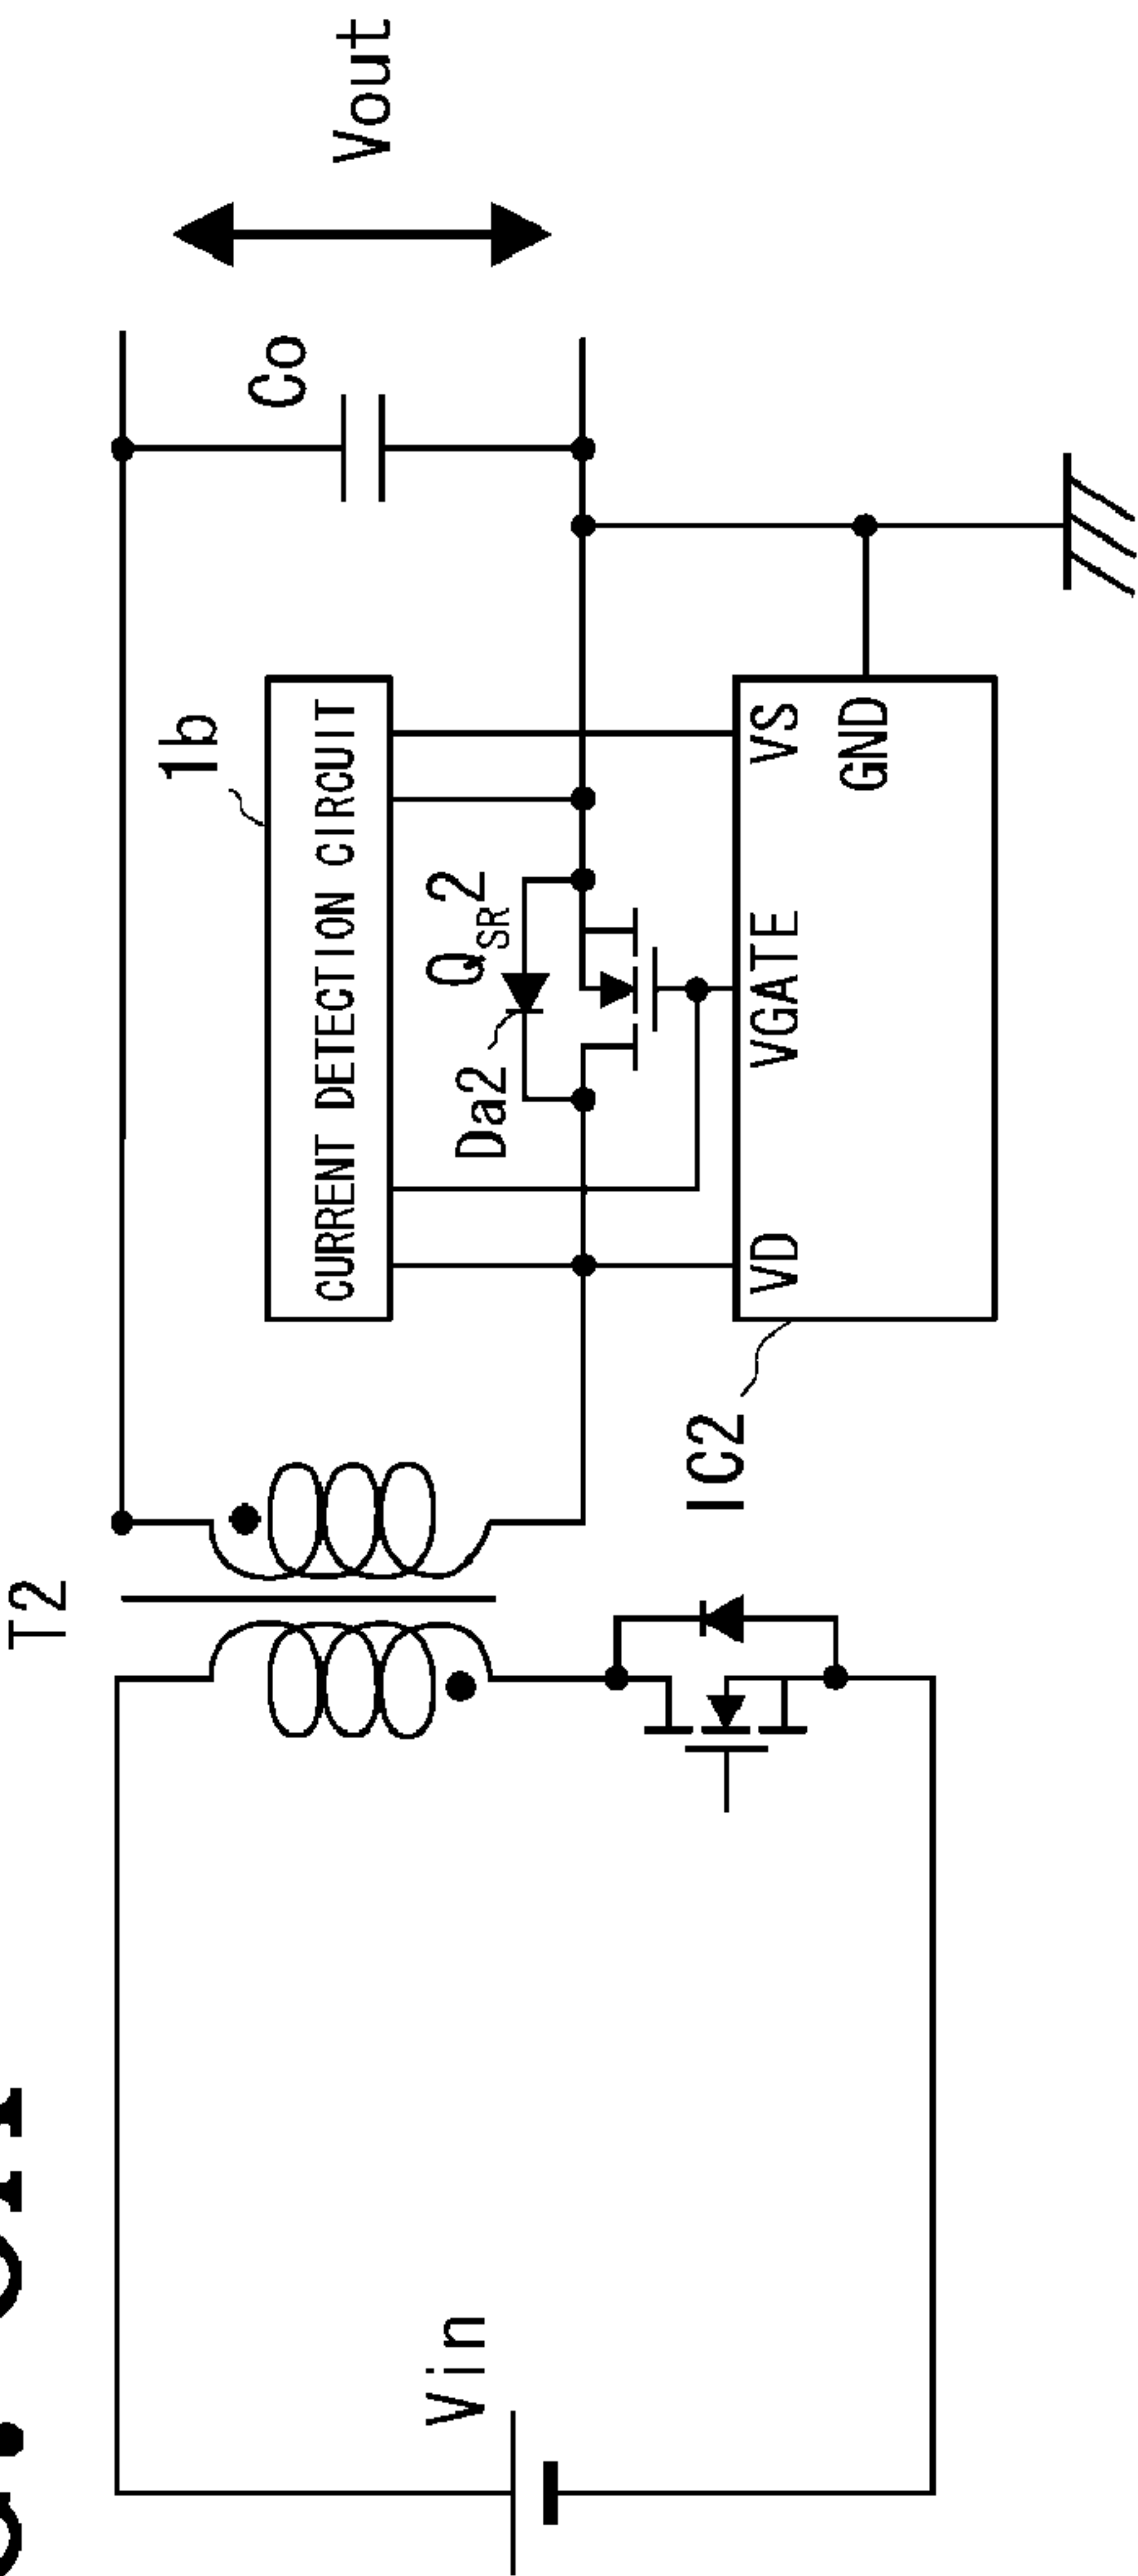 T2
Vin
1b
CURRENT DETECTION CIRCUIT
Co
Vout
Da2
QSR2
VD
VGATE
VS
GND
IC2